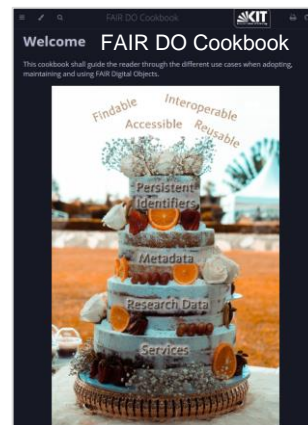 FAIR DO Cookbook
KIT
Welcome FAIR DO Cookbook
This cookbook shall guide the reader through the different use cases when adopting,
maintaining and using FAIR Digital Objects.
Findable
Interoperable
Accessible
Reusable
Persistent
Identifiers
Metadata
Research Data
Services